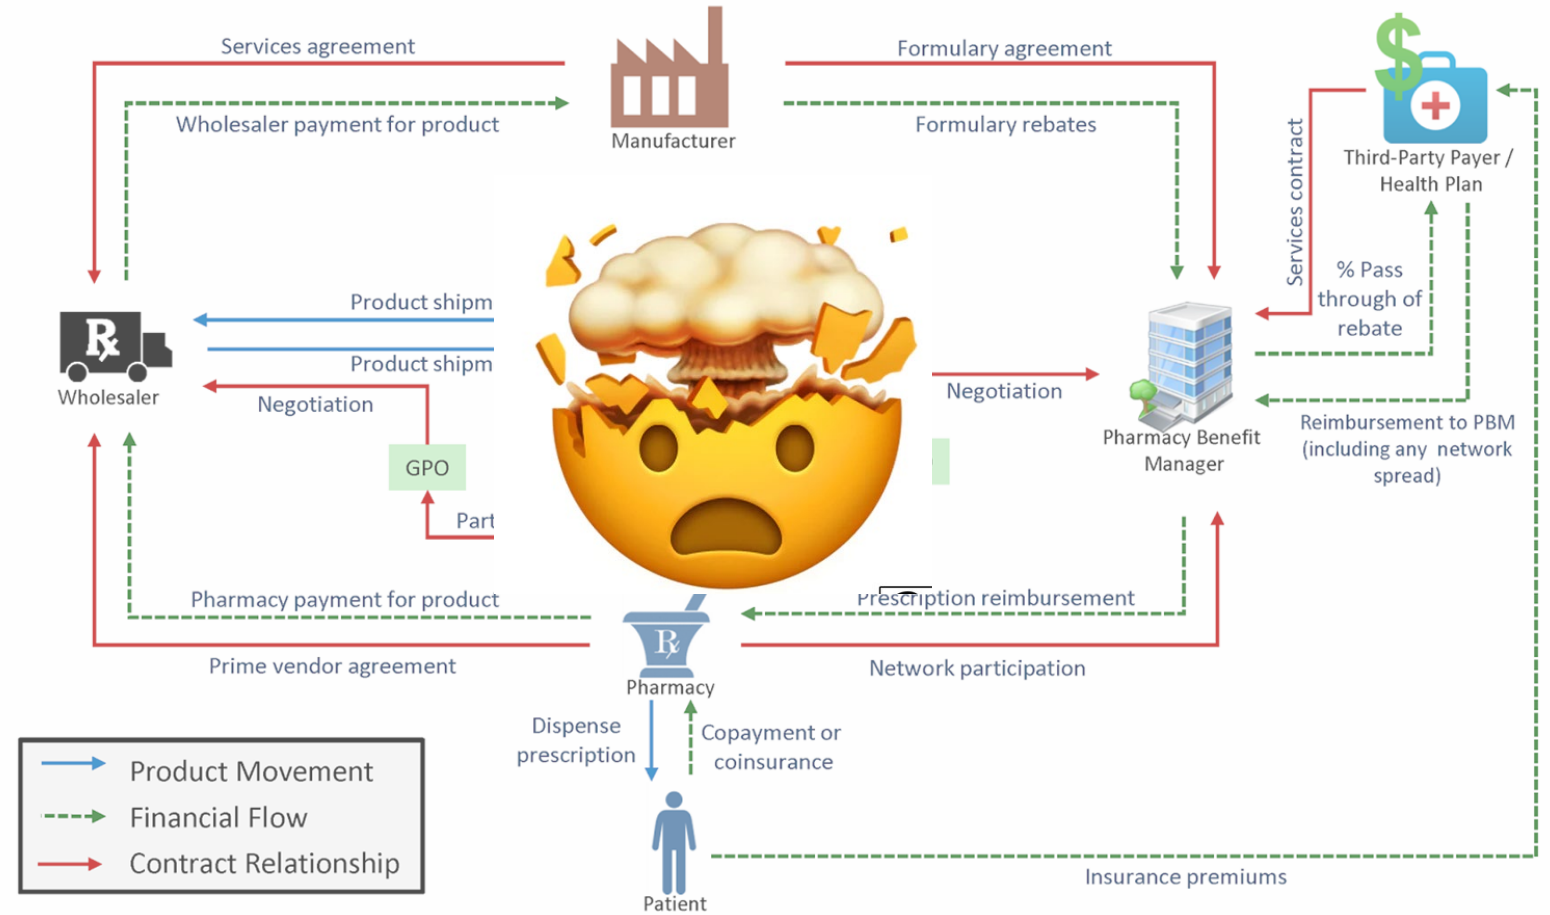 Services agreement
Formulary agreement
Wholesaler payment for product
Formulary rebates
Manufacturer
Third-Party Payer /
Health Plan
Services contract
% Pass
through of
rebate
Product shipm
Product shipm
Rx
Wholesaler
Negotiation
Negotiation
Reimbursement to PBM
(including any network
spread)
Pharmacy Benefit
Manager
GPO
Part
Pharmacy payment for product
Prescription reimbursement
Rx
Prime vendor agreement
Network participation
Pharmacy
Dispense
prescription
Copayment or
coinsurance
Product Movement
Financial Flow
Contract Relationship
Insurance premiums
Patient